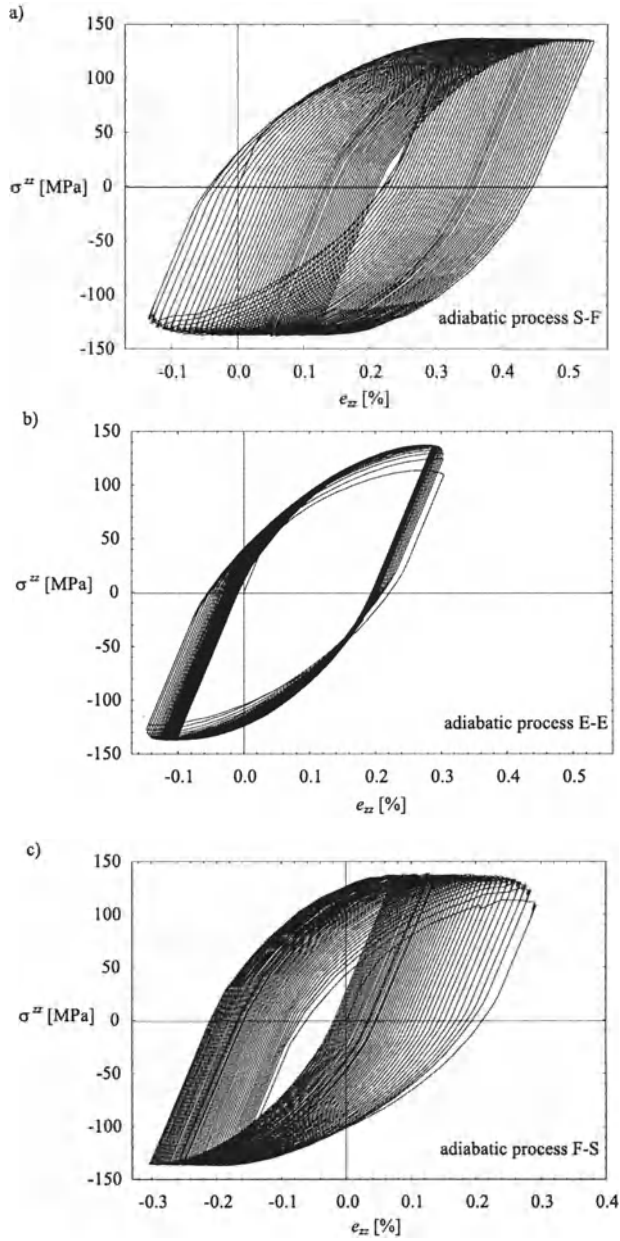 a)
150
100
50
σ^zz [MPa]
0
-50
-100
adiabatic process S-F
-150
-0.1 0.0 0.1 0.2 0.3 0.4 0.5
e_zz [%]
b)
150
100
50
σ^zz [MPa]
0
-50
-100
adiabatic process E-E
-150
-0.1 0.0 0.1 0.2 0.3 0.4 0.5
e_zz [%]
c)
150
100
50
σ^zz [MPa]
0
-50
-100
adiabatic process F-S
-150
-0.3 -0.2 -0.1 0.0 0.1 0.2 0.3 0.4
e_zz [%]